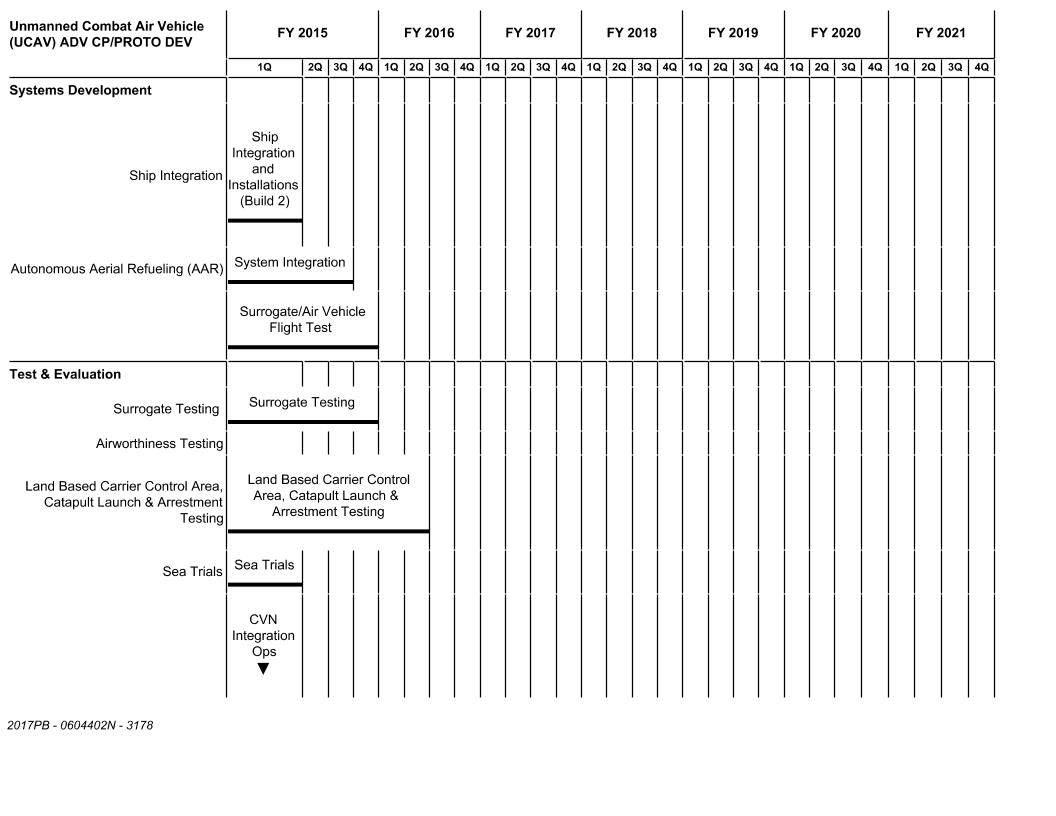 Unmanned Combat Air Vehicle
(UCAV) ADV CP/PROTO DEV
FY 2015 FY 2016 FY 2017 FY 2018 FY 2019 FY 2020 FY 2021
1Q 2Q 3Q 4Q 1Q 2Q 3Q 4Q 1Q 2Q 3Q 4Q 1Q 2Q 3Q 4Q 1Q 2Q 3Q 4Q 1Q 2Q 3Q 4Q 1Q 2Q 3Q 4Q
Systems Development
Ship Integration
Ship
Integration
and
Installations
(Build 2)
Autonomous Aerial Refueling (AAR)
System Integration
Surrogate/Air Vehicle
Flight Test
Test & Evaluation
Surrogate Testing
Surrogate Testing
Airworthiness Testing
Land Based Carrier Control Area,
Catapult Launch & Arrestment
Testing
Land Based Carrier Control
Area, Catapult Launch &
Arrestment Testing
Sea Trials
Sea Trials
CVN
Integration
Ops
2017PB - 0604402N - 3178